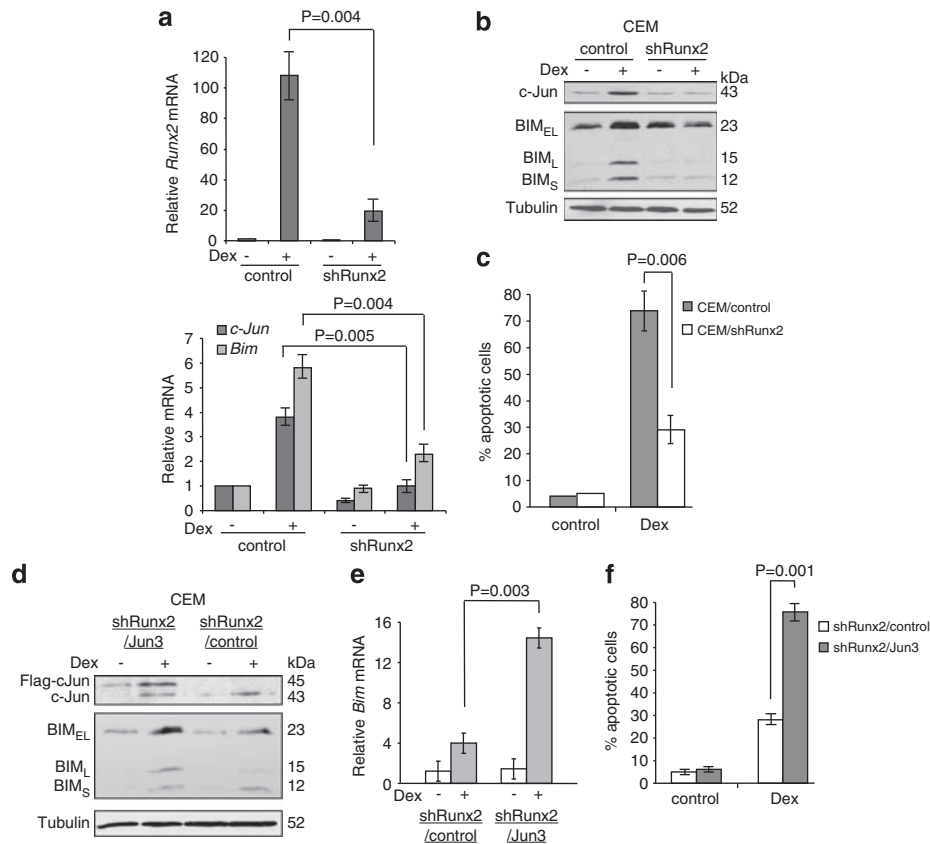 a
P=0.004
Relative Runx2 mRNA
120
100
80
60
40
20
0
Dex - + - +
control shRunx2
P=0.004
P=0.005
c-Jun
Bim
Relative mRNA
7
6
5
4
3
2
1
0
Dex - + - +
control shRunx2
b
CEM
control shRunx2
Dex - + - + kDa
c-Jun 43
BIM_EL 23
BIM_L 15
BIM_S 12
Tubulin 52
c
P=0.006
CEM/control
CEM/shRunx2
% apoptotic cells
80
70
60
50
40
30
20
10
0
control Dex
d
CEM
shRunx2 shRunx2
/Jun3 /control
Dex - + - + kDa
Flag-cJun 45
c-Jun 43
BIM_EL 23
BIM_L 15
BIM_S 12
Tubulin 52
e
P=0.003
Relative Bim mRNA
16
12
8
4
0
Dex - + - +
shRunx2 shRunx2
/control /Jun3
f
P=0.001
shRunx2/control
shRunx2/Jun3
% apoptotic cells
80
70
60
50
40
30
20
10
0
control Dex